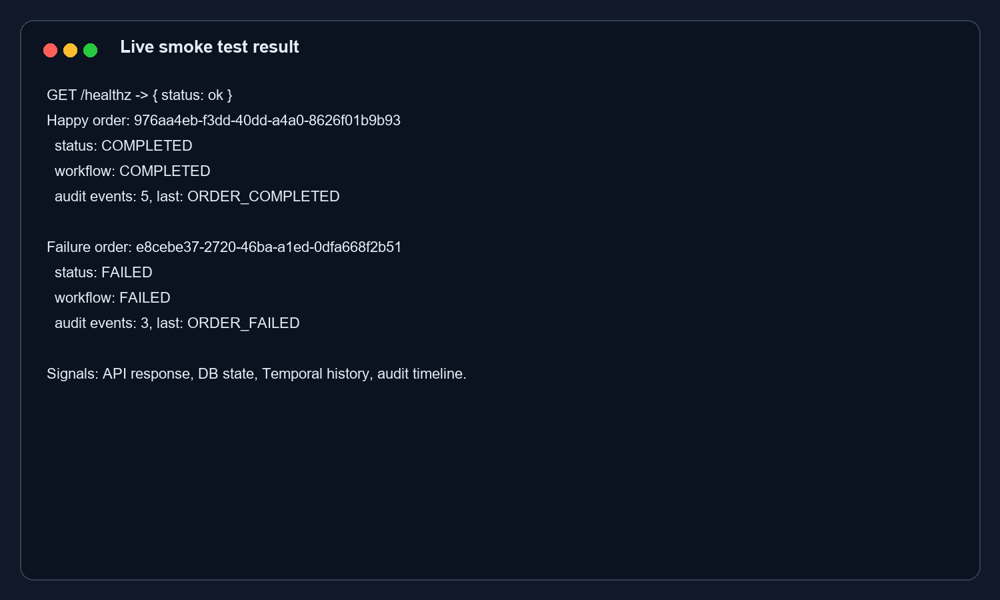 Live smoke test result
GET /healthz -> { status: ok }
Happy order: 976aa4eb-f3dd-40dd-a4a0-8626f01b9b93
status: COMPLETED
workflow: COMPLETED
audit events: 5, last: ORDER_COMPLETED
Failure order: e8cebe37-2720-46ba-a1ed-0dfa668f2b51
status: FAILED
workflow: FAILED
audit events: 3, last: ORDER_FAILED
Signals: API response, DB state, Temporal history, audit timeline.